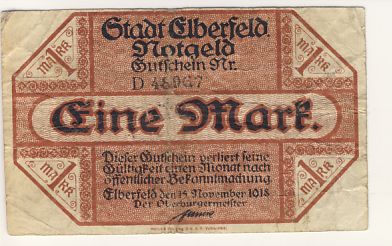 Stadt Elberfeld.
Notgeld
Gutschein Nr.
1 MARK
1 MARK
Eine Mark.
Dieser Gutschein verliert seine
Gültigkeit einen Monat nach
öffentlicher Bekanntmachung
1 MARK
1 MARK
Elberfeld den 15. November 1918
Der Oberbürgermeister